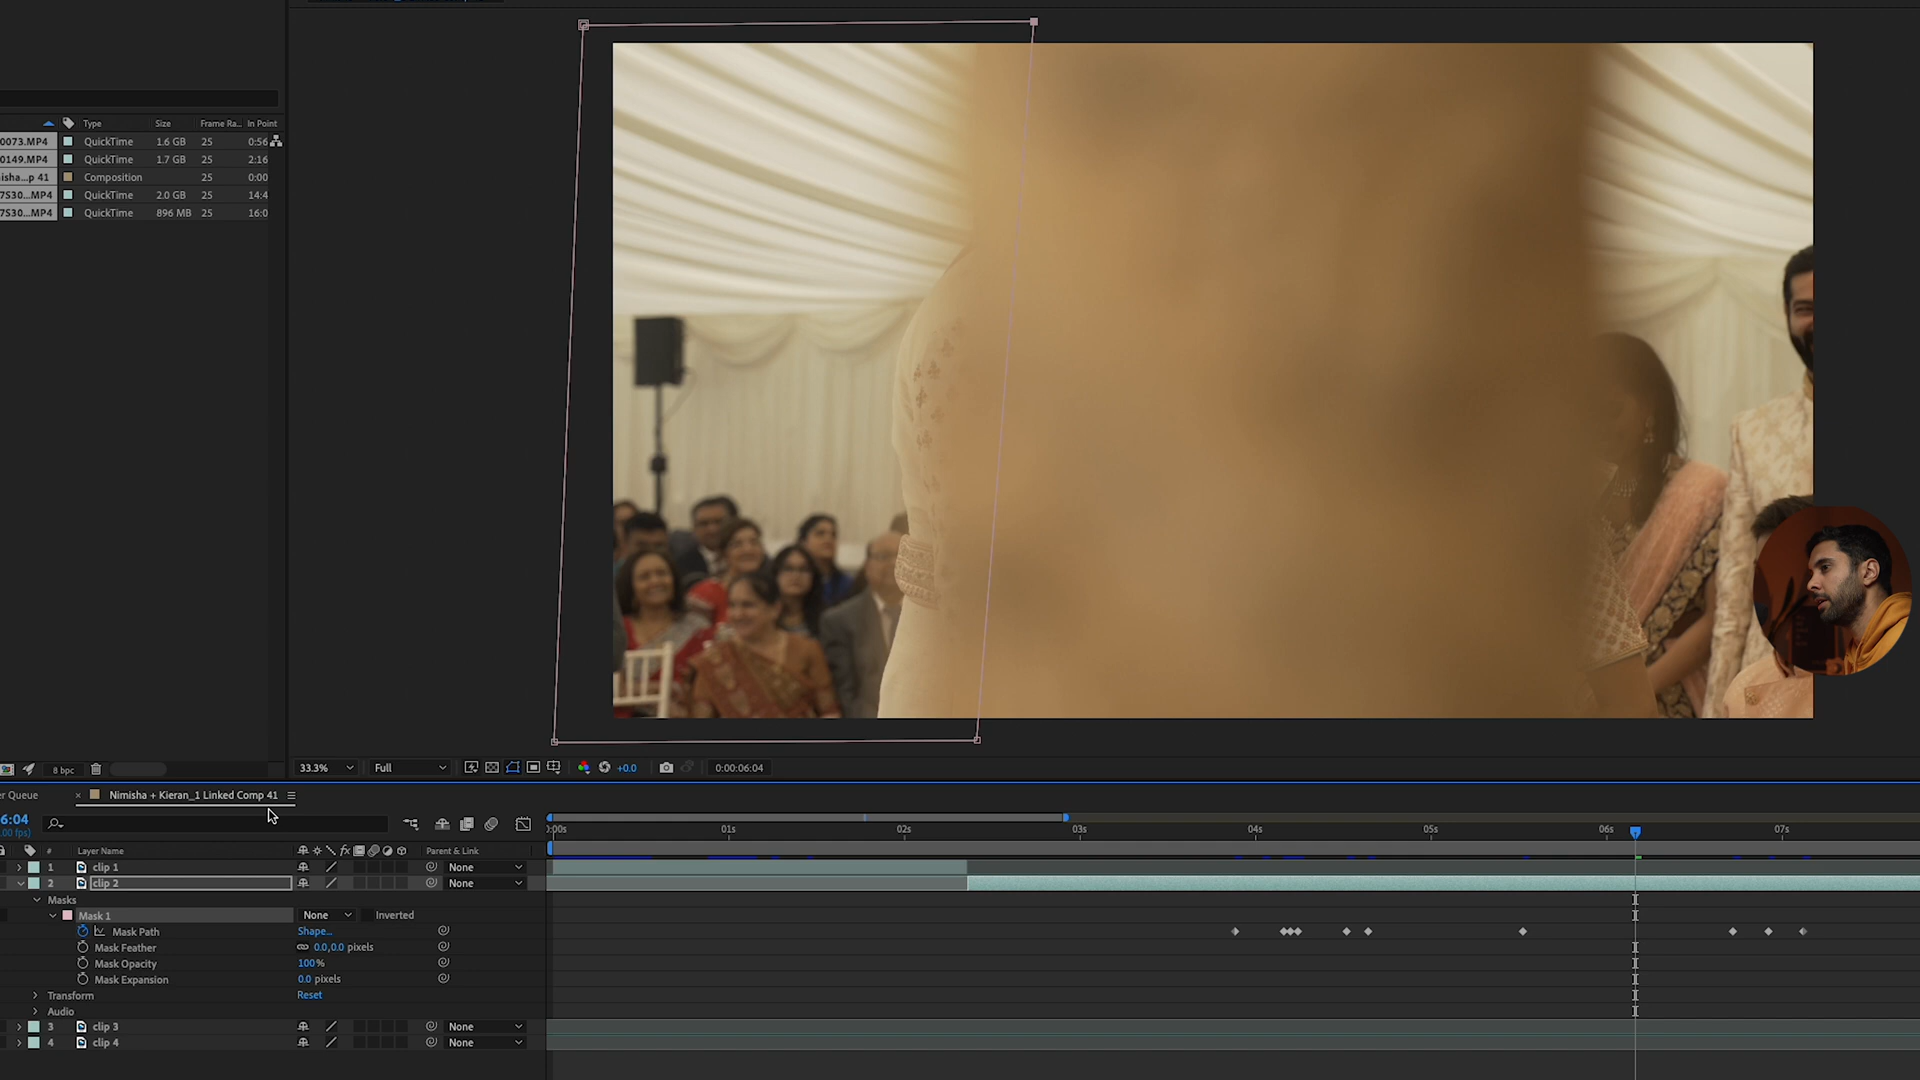 Type Size Frame Ra... In Point
0073.MP4 QuickTime 1.6 GB 25 0:56
0149.MP4 QuickTime 1.7 GB 25 2:16
isha...p 41 Composition 25 0:00
7S30...MP4 QuickTime 2.0 GB 25 14:4
7S30...MP4 QuickTime 896 MB 25 16:0
8 bpc
33.3% Full +0.0 0:00:06:04
er Queue × Nimisha + Kieran_1 Linked Comp 41
6:04
.00 fps)
:00s 01s 02s 03s 04s 05s 06s 07s
# Layer Name fx Parent & Link
1 clip 1 None
2 clip 2 None
Masks
Mask 1 None Inverted
Mask Path Shape...
Mask Feather 0.0,0.0 pixels
Mask Opacity 100%
Mask Expansion 0.0 pixels
Transform Reset
Audio
3 clip 3 None
4 clip 4 None